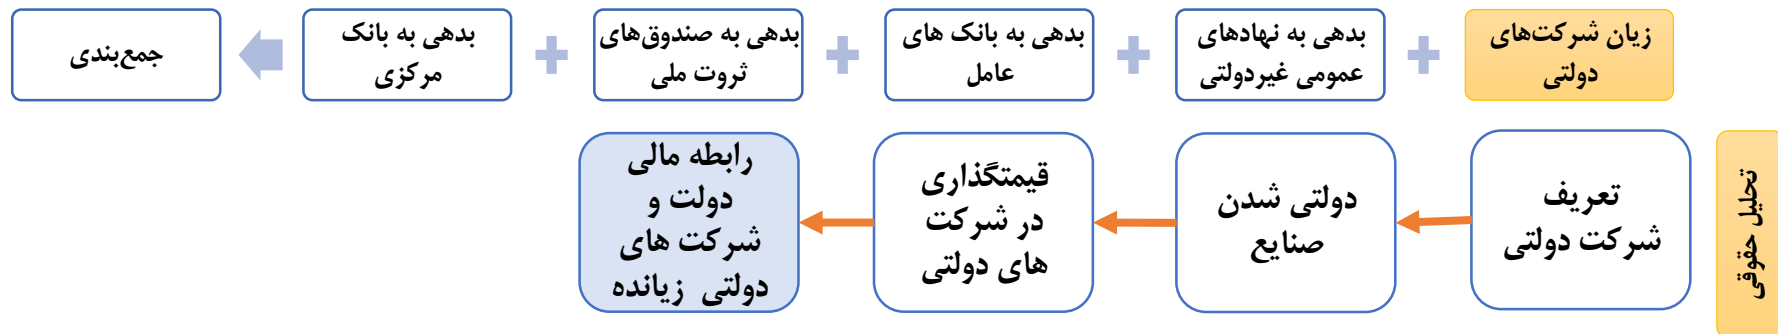 زیان شرکت‌های
دولتی
بدهی به نهادهای
عمومی غیردولتی
بدهی به بانک های
عامل
بدهی به صندوق‌های
ثروت ملی
بدهی به بانک
مرکزی
جمع‌بندی
تحلیل حقوقی
تعریف
شرکت دولتی
دولتی شدن
صنایع
قیمتگذاری
در شرکت
های دولتی
رابطه مالی
دولت و
شرکت های
دولتی زیانده